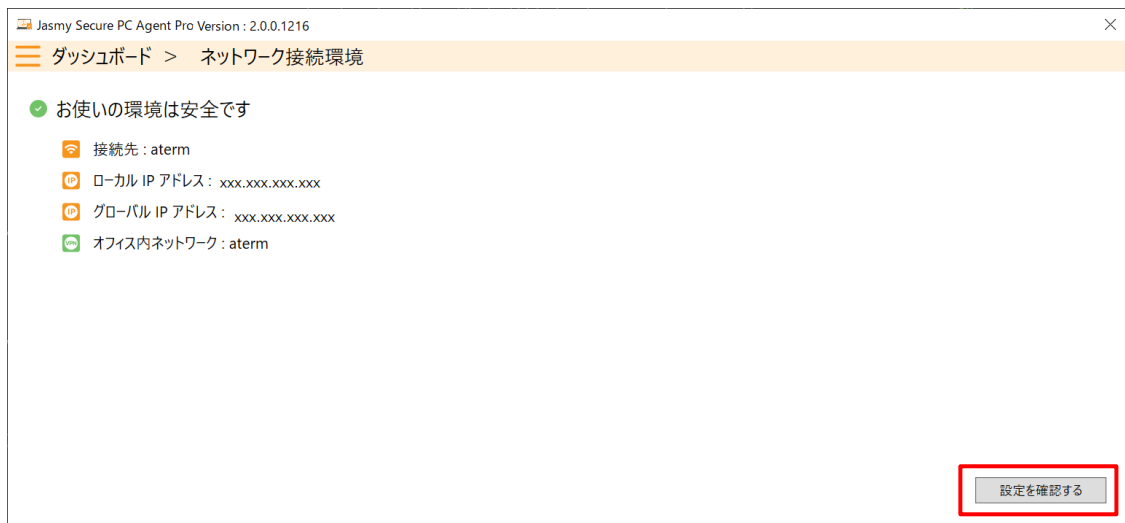 Jasmy Secure PC Agent Pro Version : 2.0.0.1216
ダッシュボード > ネットワーク接続環境
お使いの環境は安全です
接続先 : aterm
IP ローカル IP アドレス : xxx.xxx.xxx.xxx
IP グローバル IP アドレス : xxx.xxx.xxx.xxx
VPN オフィス内ネットワーク : aterm
設定を確認する